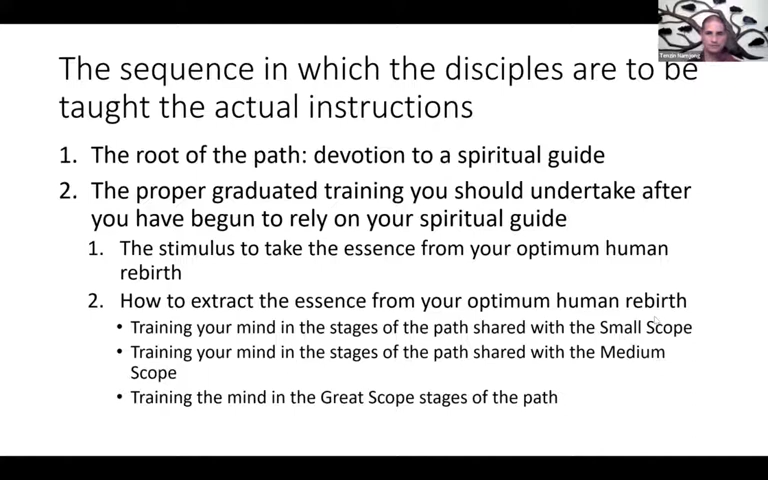 The sequence in which the disciples are to be
taught the actual instructions
1. The root of the path: devotion to a spiritual guide
2. The proper graduated training you should undertake after
you have begun to rely on your spiritual guide
1. The stimulus to take the essence from your optimum human
rebirth
2. How to extract the essence from your optimum human rebirth
• Training your mind in the stages of the path shared with the Small Scope
• Training your mind in the stages of the path shared with the Medium
Scope
• Training the mind in the Great Scope stages of the path
Tenzin Namjong